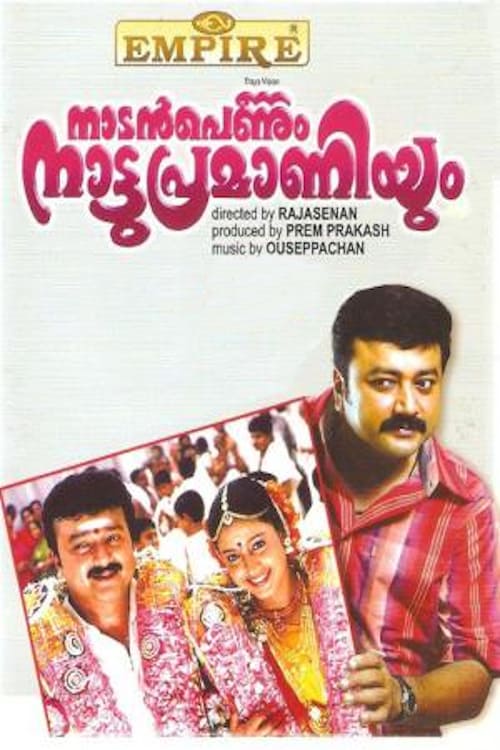 EMPIRE
®
നാടൻപെണ്ണും
നാട്ടുപ്രമാണിയും
directed by RAJASENAN
produced by PREM PRAKASH
music by OUSEPPACHAN